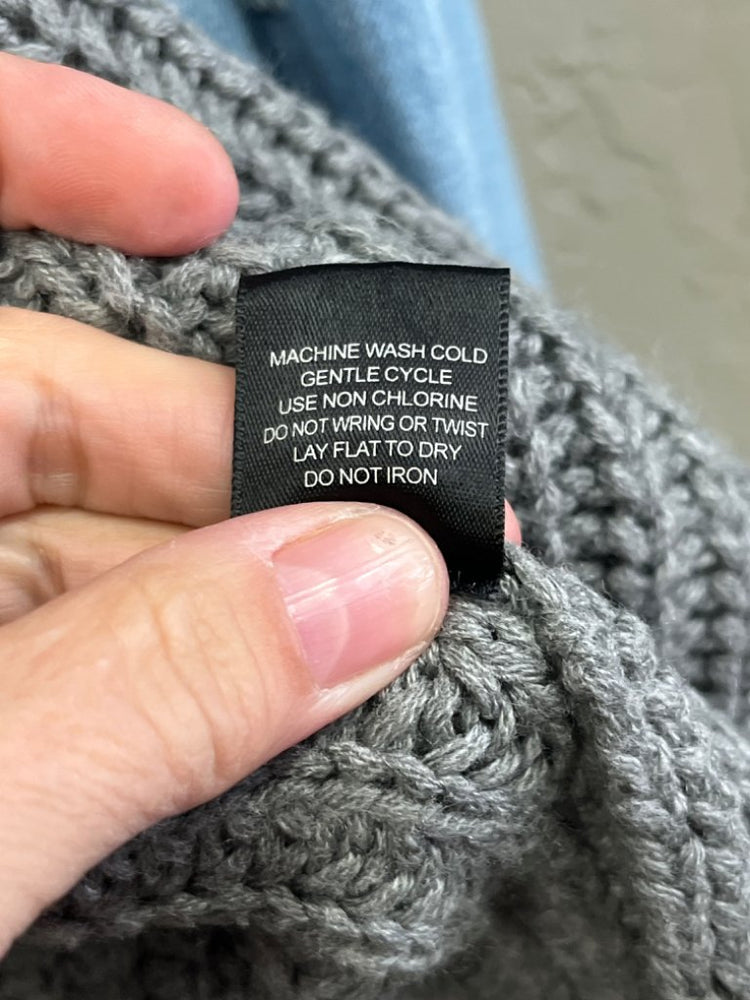 MACHINE WASH COLD
GENTLE CYCLE
USE NON CHLORINE
DO NOT WRING OR TWIST
LAY FLAT TO DRY
DO NOT IRON